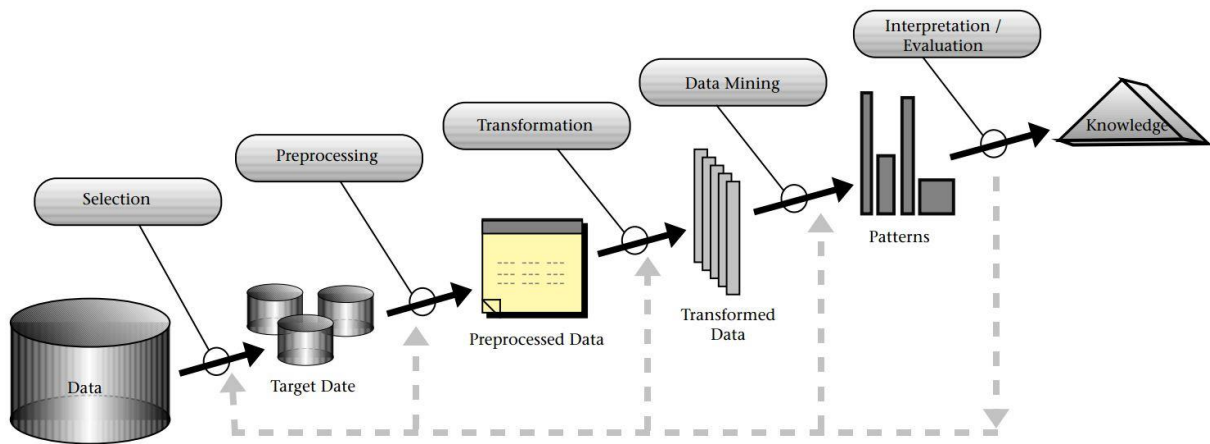 Interpretation /
Evaluation
Data Mining
Transformation
Preprocessing
Selection
Knowledge
Patterns
Transformed
Data
Preprocessed Data
Target Date
Data